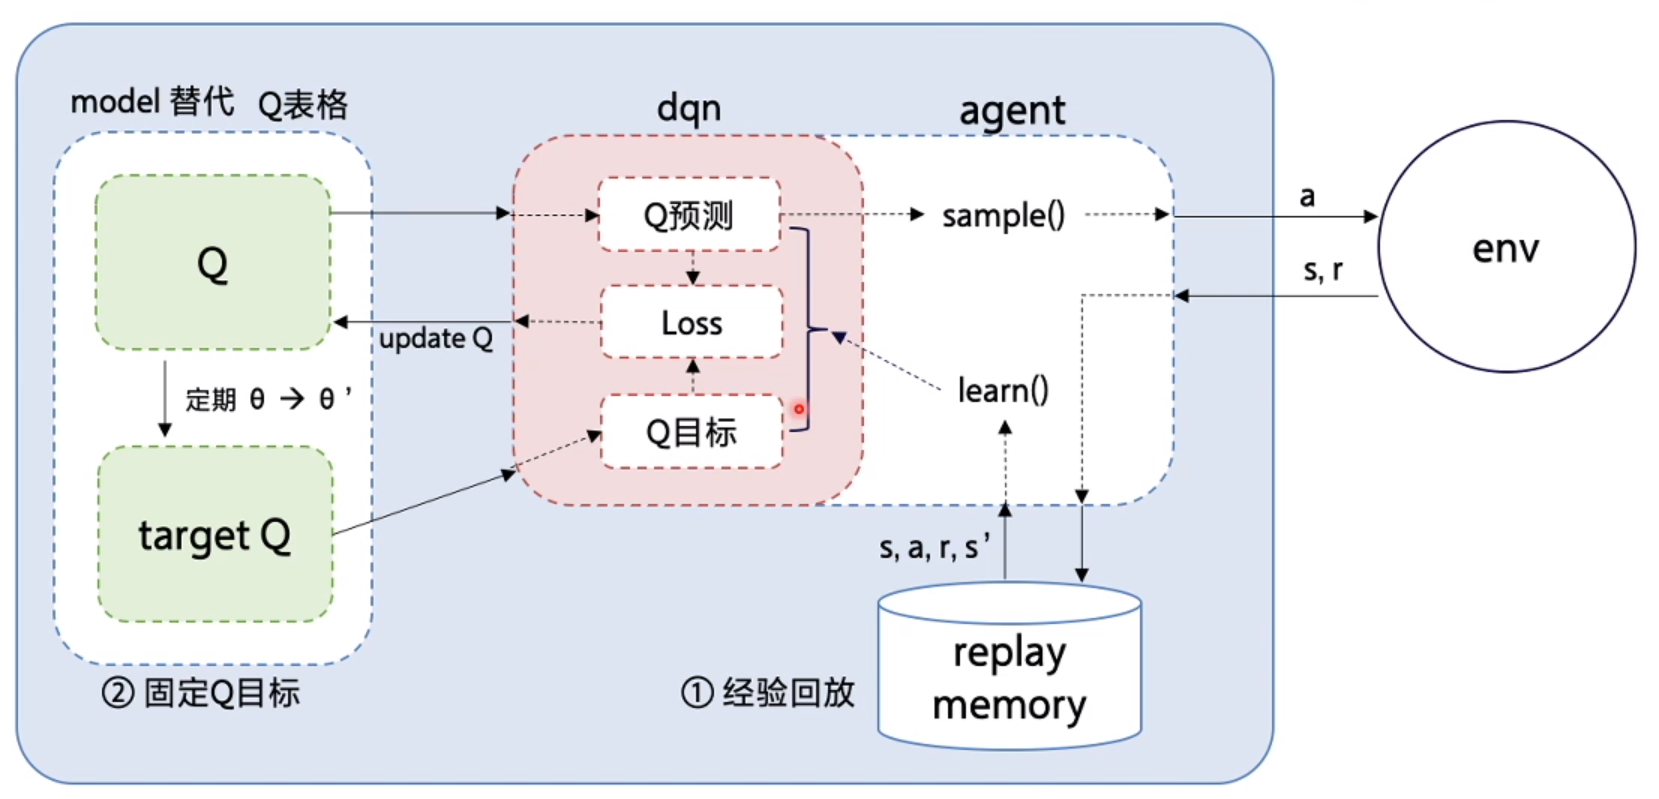 model 替代 Q表格
dqn
agent
Q
Q预测
sample()
a
env
s, r
Loss
update Q
定期 θ → θ ’
learn()
Q目标
target Q
s, a, r, s ’
replay
memory
② 固定Q目标
① 经验回放